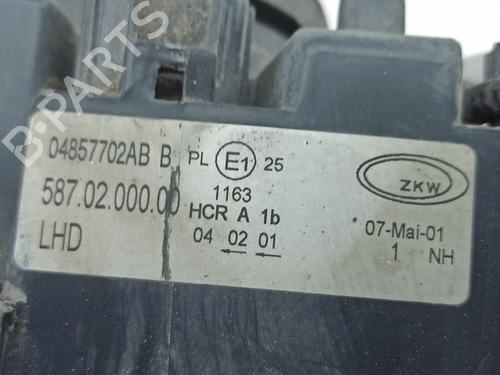 B-PARTS
04857702AB B PL E1 25
587.02.000.00 1163
HCR A 1b
LHD 04 02 01
ZKW
07-Mai-01
1 NH